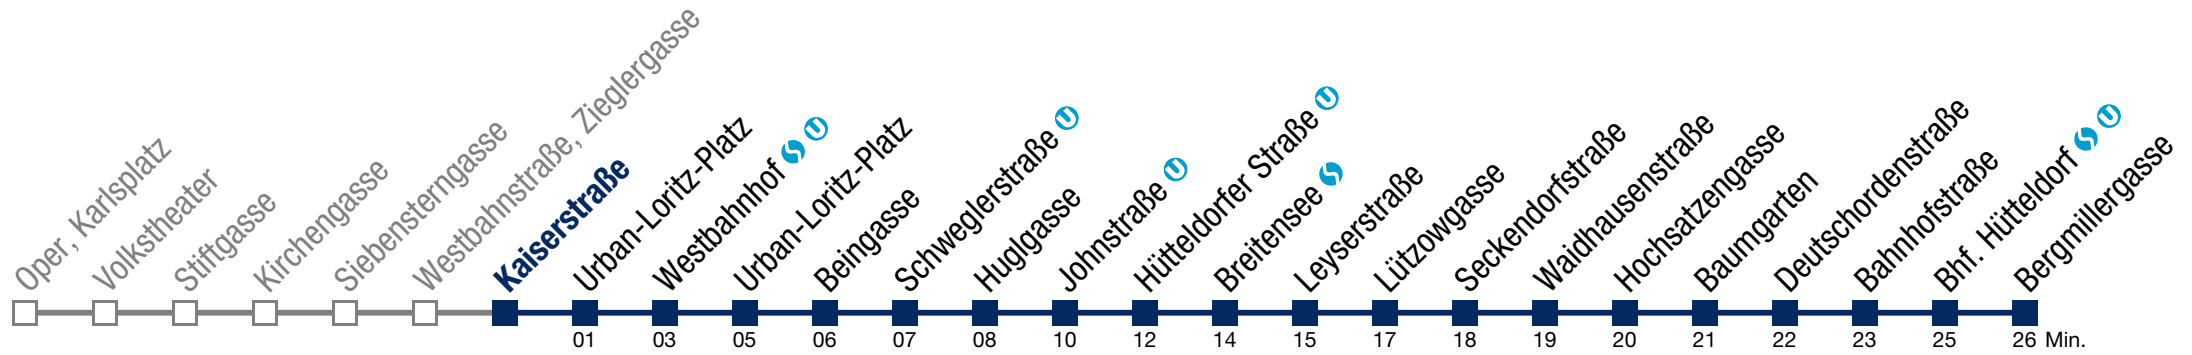 Oper, Karlsplatz
Volkstheater
Stiftgasse
Kirchengasse
Siebensterngasse
Westbahnstraße, Zieglergasse
Kaiserstraße
Urban-Loritz-Platz
Westbahnhof S U
Urban-Loritz-Platz
Beingasse
Schweglerstraße U
Huglgasse
Johnstraße U
Hütteldorfer Straße U
Breitensee S
Leyserstraße
Lützowgasse
Seckendorfstraße
Waidhausenstraße
Hochsatzengasse
Baumgarten
Deutschordenstraße
Bahnhofstraße
Bhf. Hütteldorf S U
Bergmillergasse
01 03 05 06 07 08 10 12 14 15 17 18 19 20 21 22 23 25 26 Min.